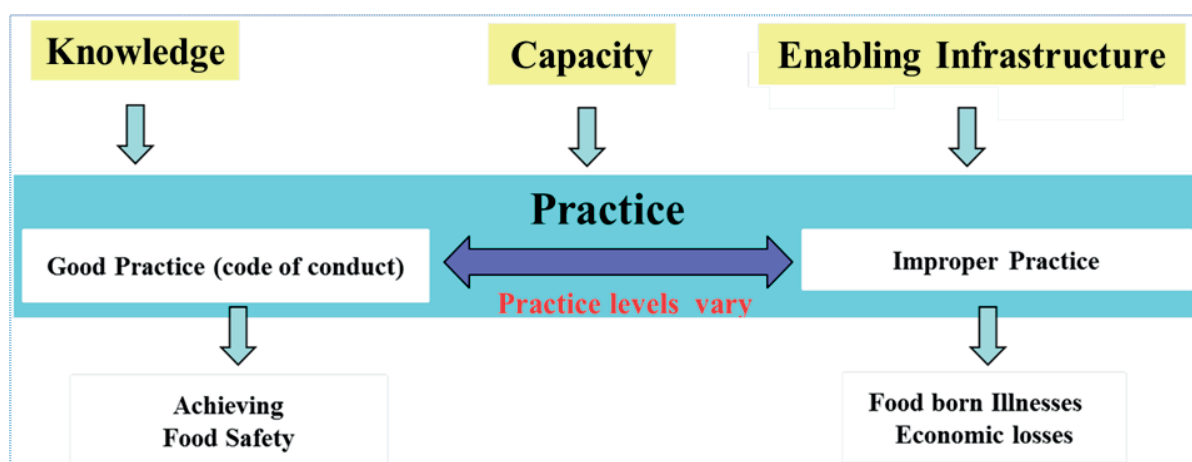 Knowledge
Capacity
Enabling Infrastructure
Practice
Good Practice (code of conduct)
Improper Practice
Practice levels vary
Achieving
Food Safety
Food born Illnesses
Economic losses